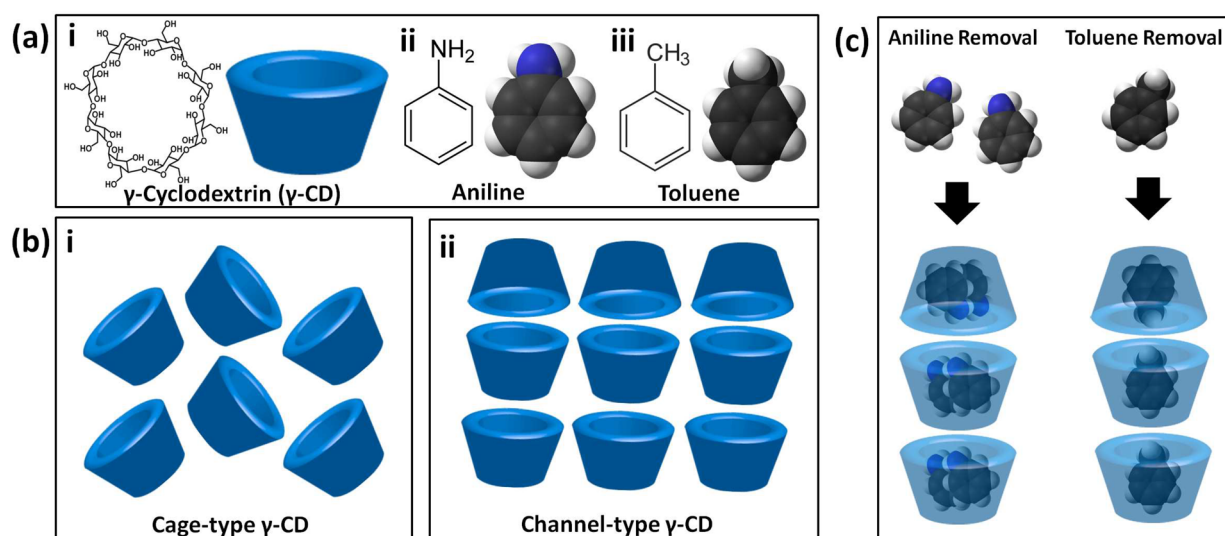 (a)
i
γ-Cyclodextrin (γ-CD)
ii
NH2
Aniline
iii
CH3
Toluene
(b)
i
Cage-type γ-CD
ii
Channel-type γ-CD
(c)
Aniline Removal
Toluene Removal